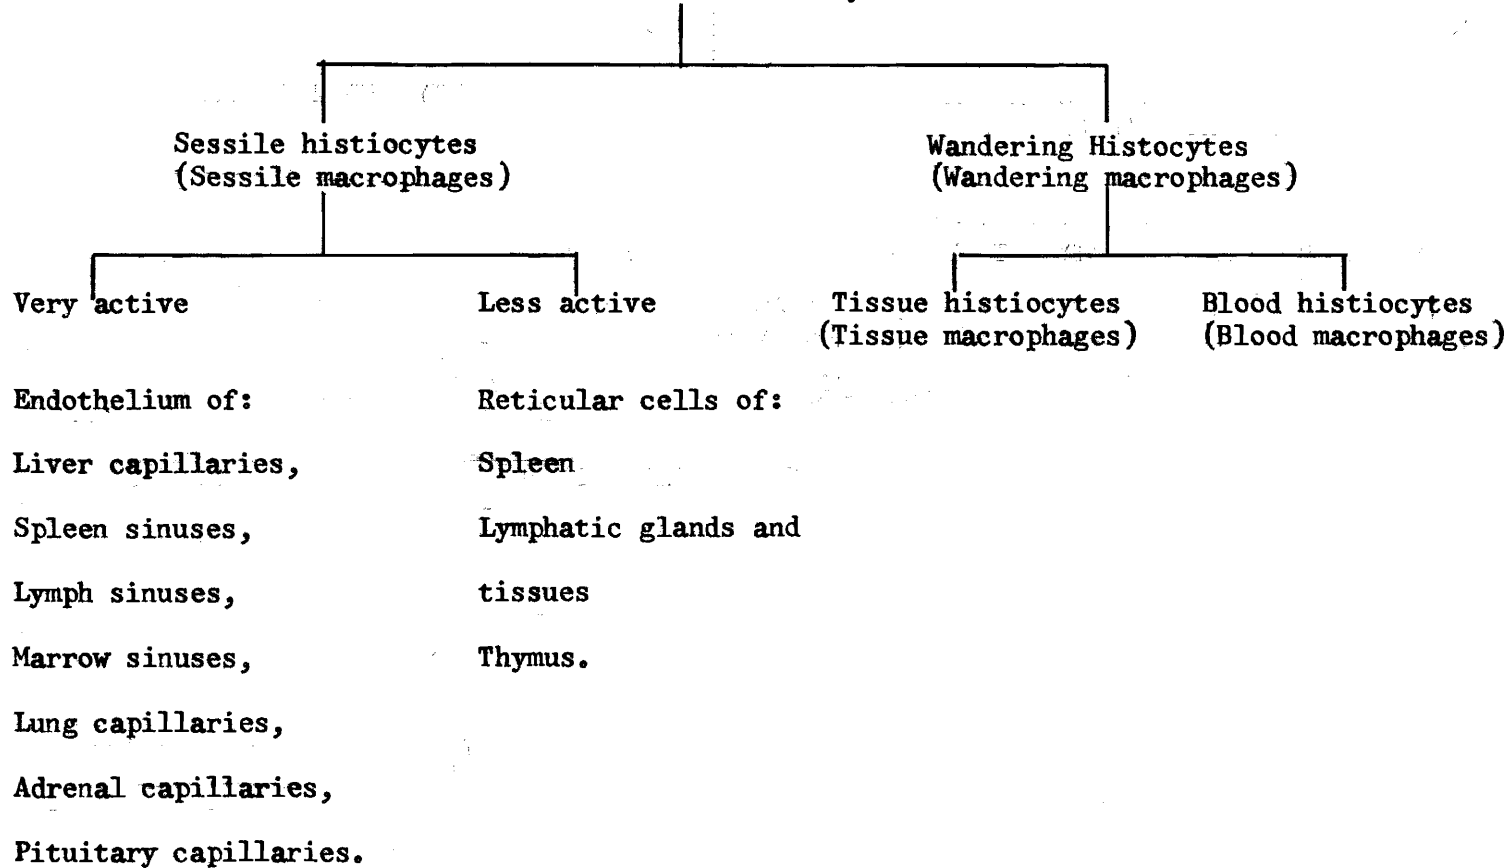 Sessile histiocytes
(Sessile macrophages)
Wandering Histocytes
(Wandering macrophages)
Very active
Less active
Tissue histiocytes
(Tissue macrophages)
Blood histiocytes
(Blood macrophages)
Endothelium of:
Liver capillaries,
Spleen sinuses,
Lymph sinuses,
Marrow sinuses,
Lung capillaries,
Adrenal capillaries,
Pituitary capillaries.
Reticular cells of:
Spleen
Lymphatic glands and
tissues
Thymus.